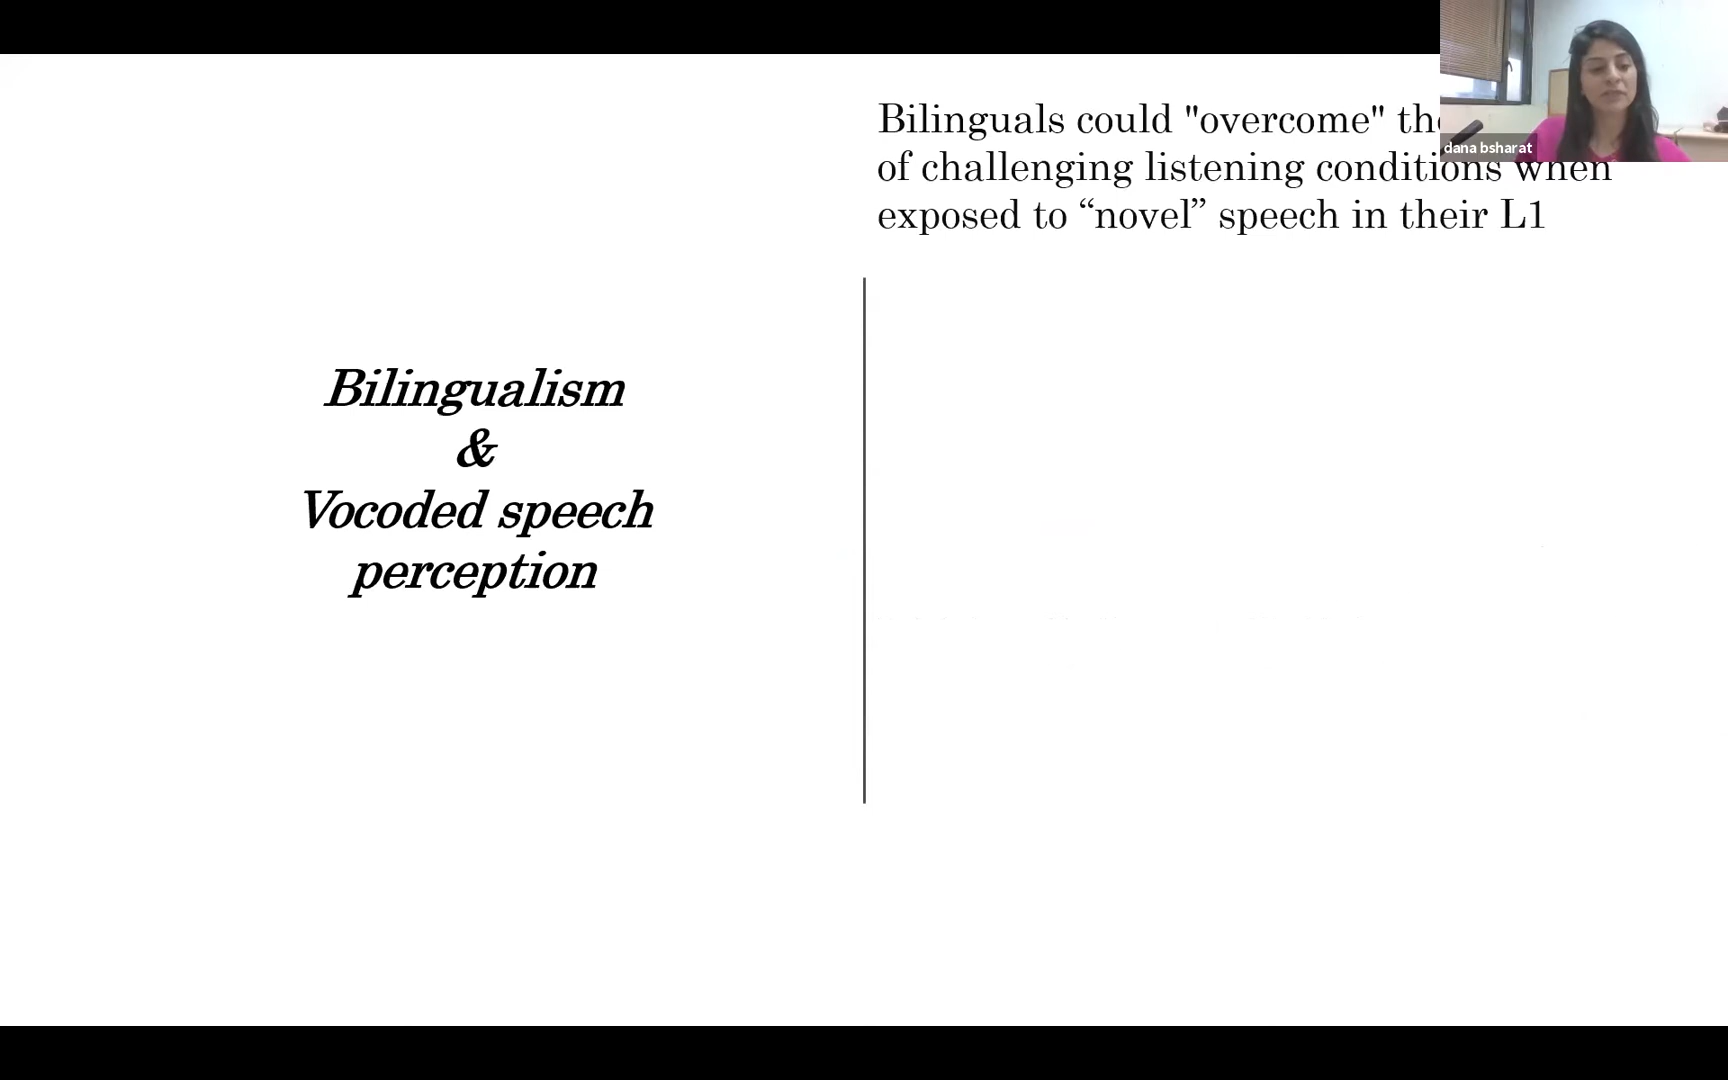 Bilinguals could "overcome" the
of challenging listening conditions when
exposed to “novel” speech in their L1
dana bsharat
Bilingualism
&
Vocoded speech
perception